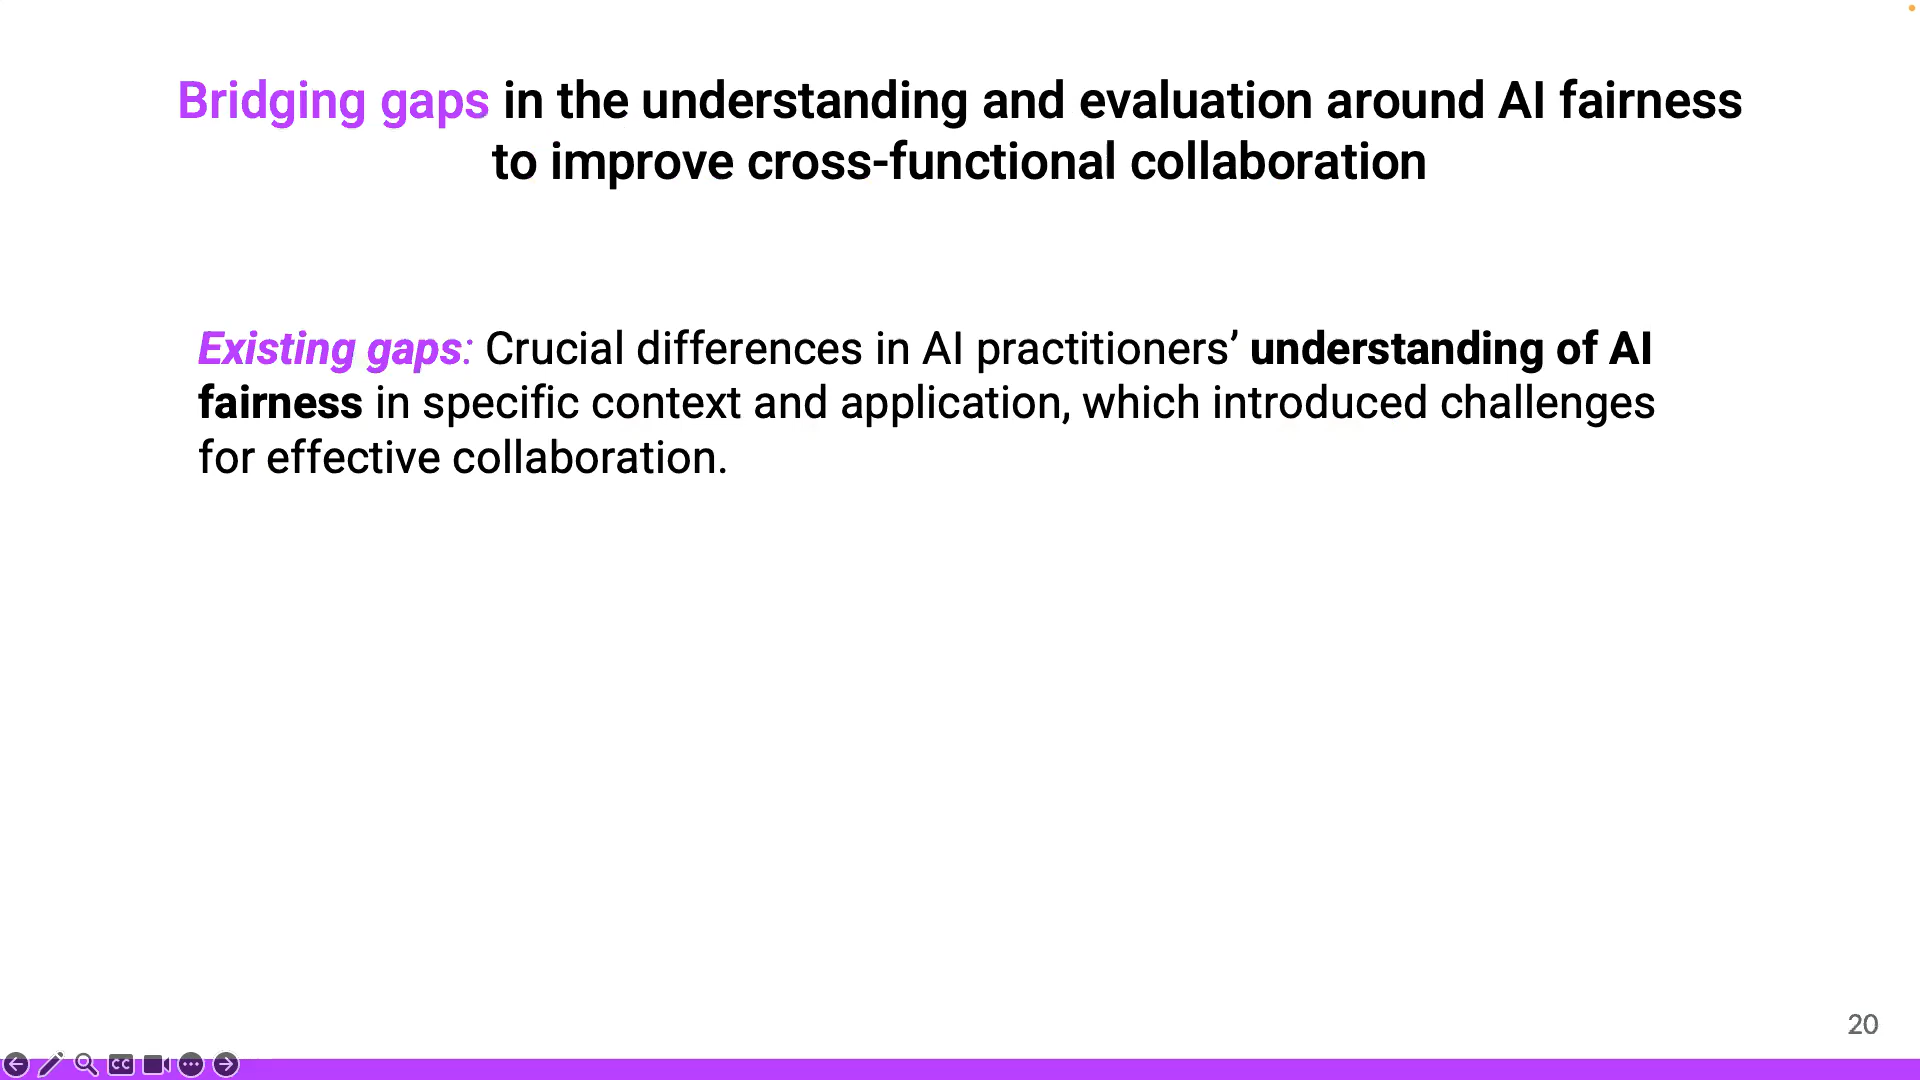 Bridging gaps in the understanding and evaluation around AI fairness
to improve cross-functional collaboration
Existing gaps: Crucial differences in AI practitioners’ understanding of AI
fairness in specific context and application, which introduced challenges
for effective collaboration.
20
CC